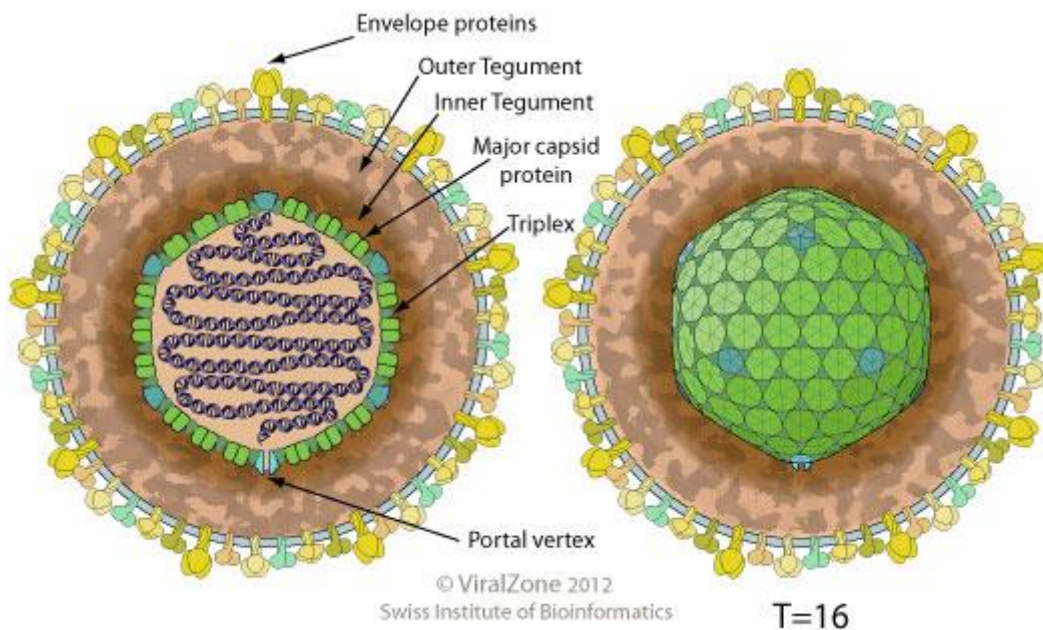 Envelope proteins
Outer Tegument
Inner Tegument
Major capsid
protein
Triplex
Portal vertex
© ViralZone 2012
Swiss Institute of Bioinformatics
T=16